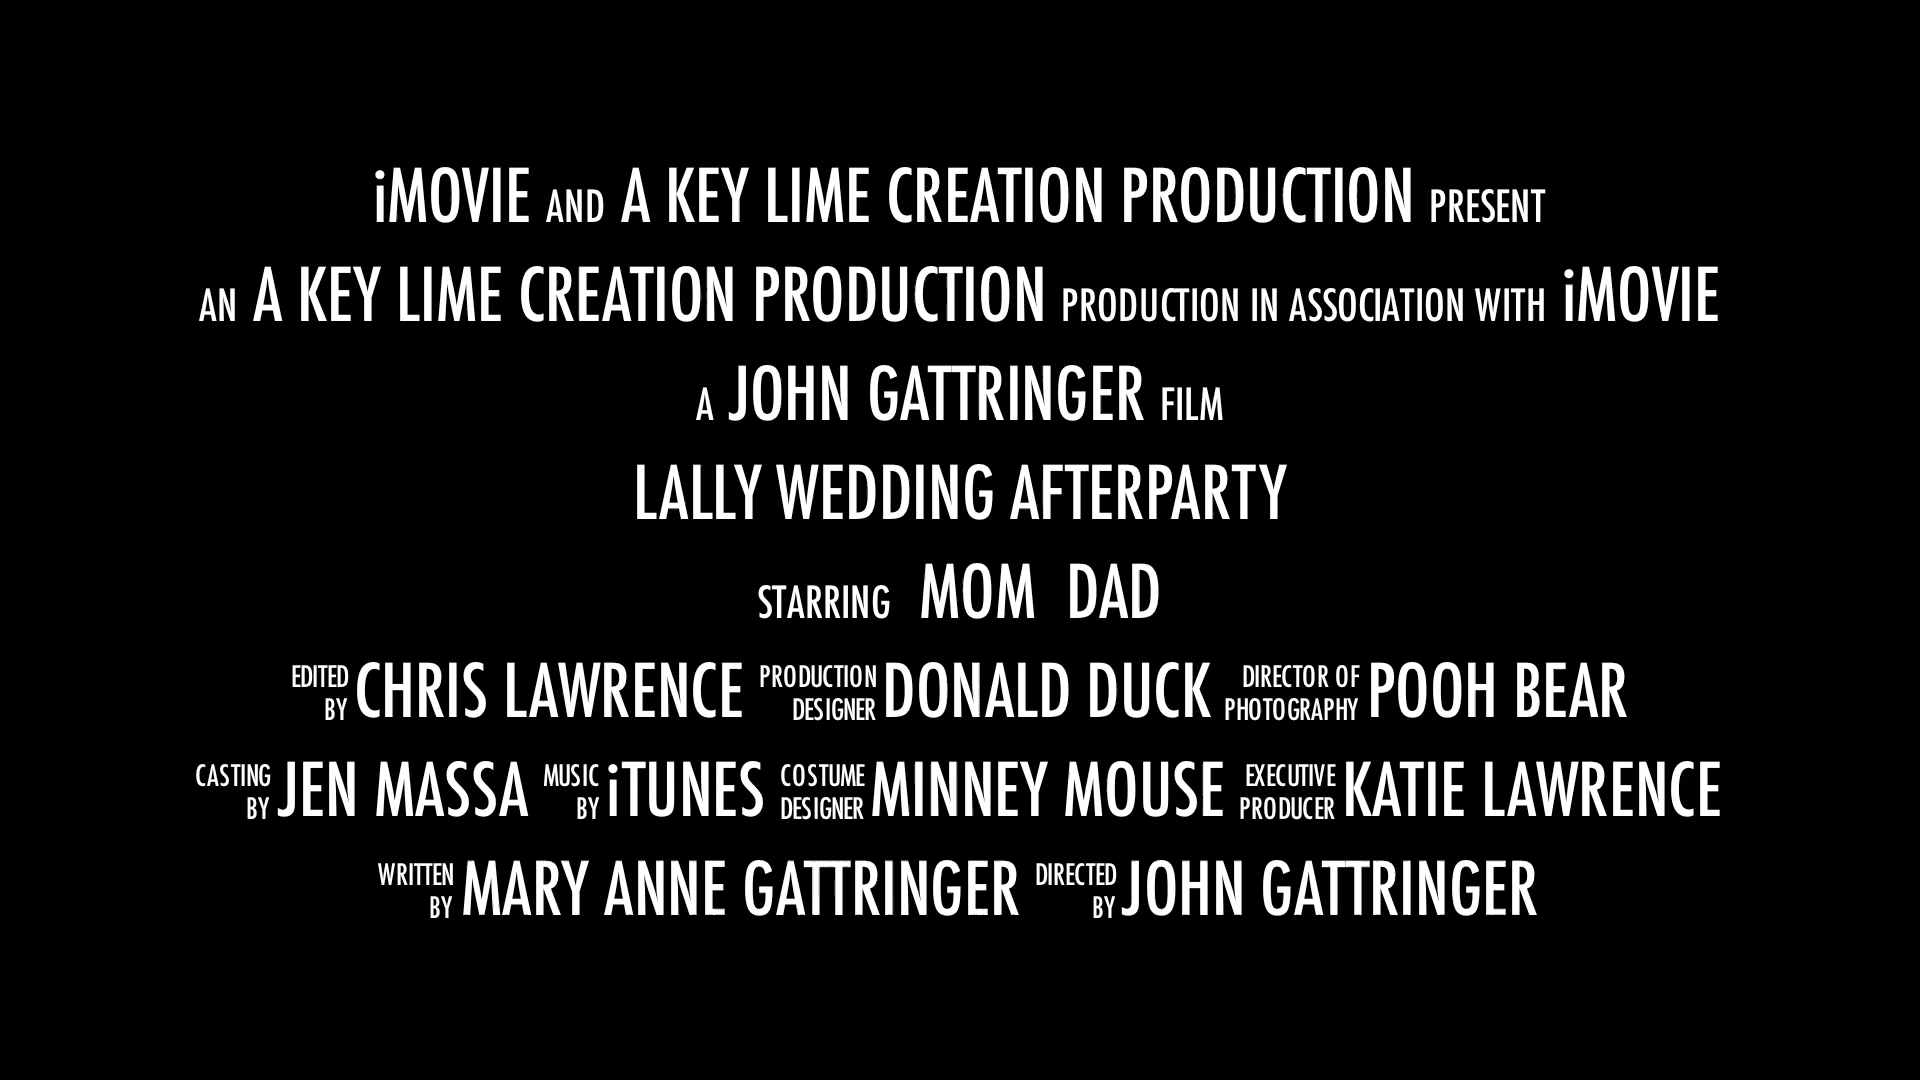 iMOVIE AND A KEY LIME CREATION PRODUCTION PRESENT
AN A KEY LIME CREATION PRODUCTION PRODUCTION IN ASSOCIATION WITH iMOVIE
A JOHN GATTRINGER FILM
LALLY WEDDING AFTERPARTY
STARRING MOM DAD
EDITED BY CHRIS LAWRENCE PRODUCTION DESIGNER DONALD DUCK DIRECTOR OF PHOTOGRAPHY POOH BEAR
CASTING BY JEN MASSA MUSIC BY iTUNES COSTUME DESIGNER MINNEY MOUSE EXECUTIVE PRODUCER KATIE LAWRENCE
WRITTEN BY MARY ANNE GATTRINGER DIRECTED BY JOHN GATTRINGER